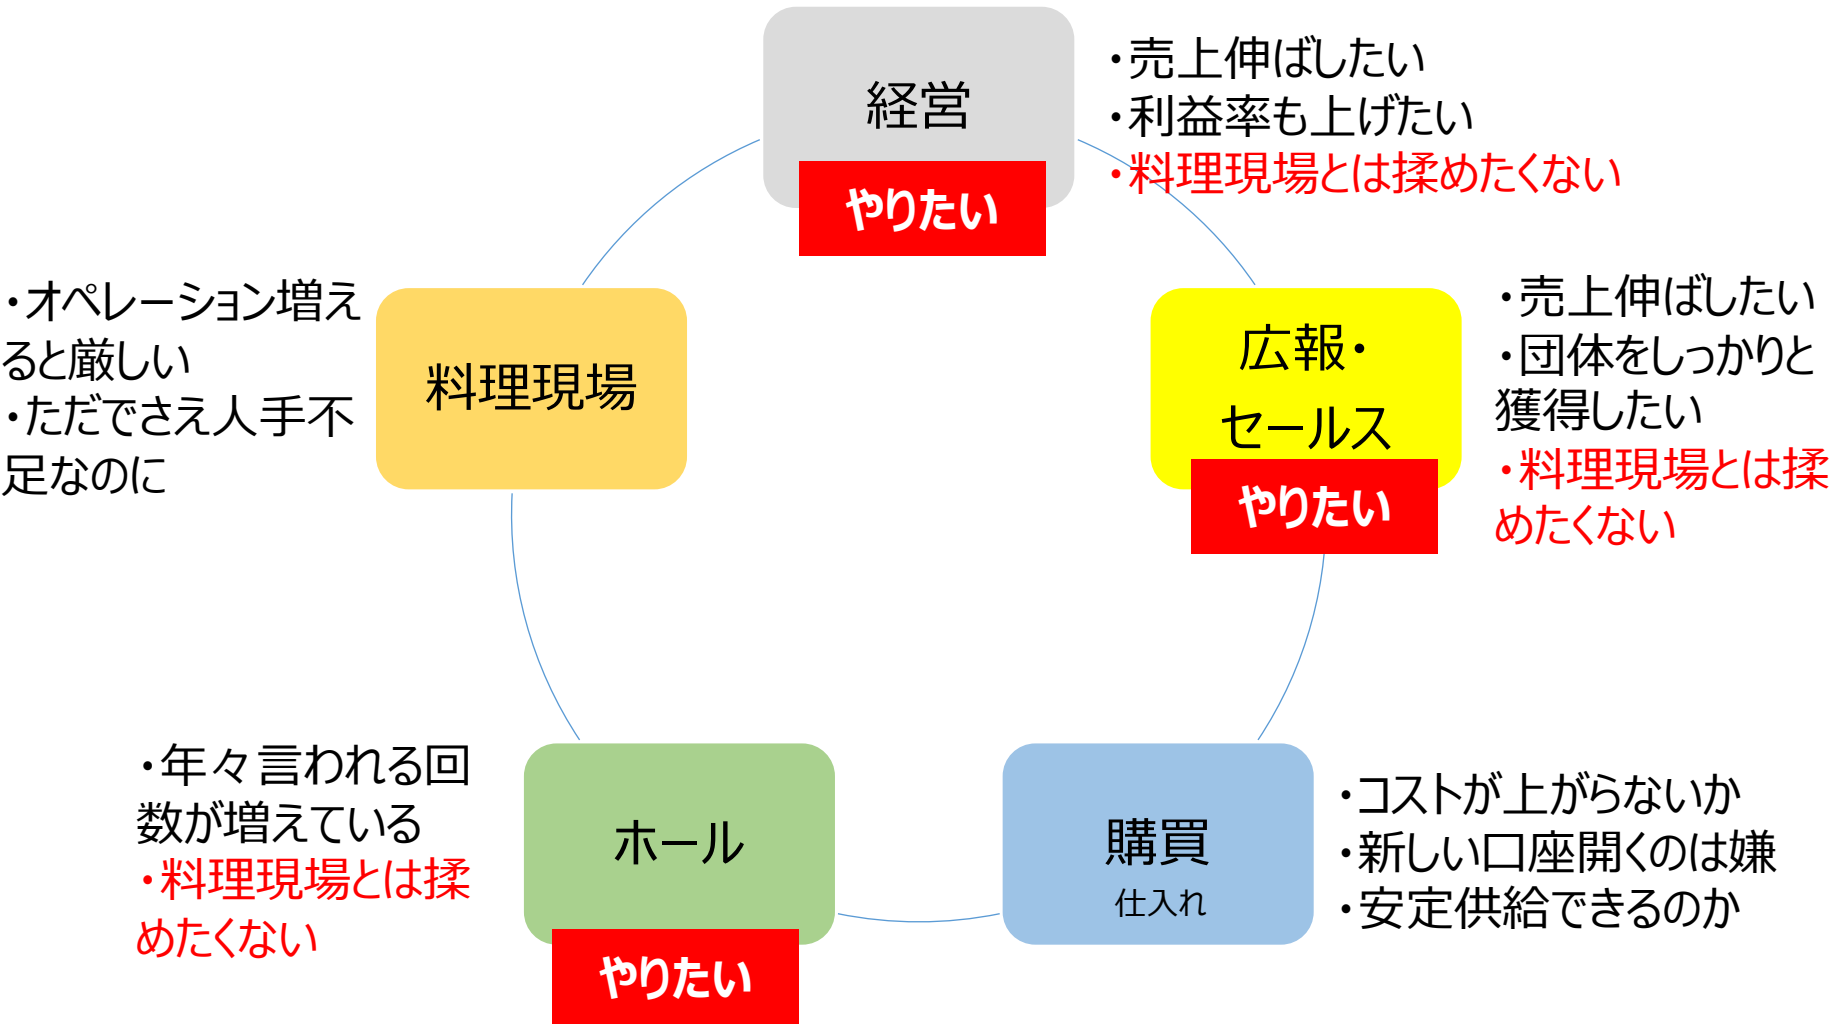 経営
やりたい
・売上伸ばしたい
・利益率も上げたい
・料理現場とは揉めたくない
広報・
セールス
やりたい
・売上伸ばしたい
・団体をしっかりと
獲得したい
・料理現場とは揉
めたくない
購買
仕入れ
・コストが上がらないか
・新しい口座開くのは嫌
・安定供給できるのか
ホール
やりたい
・年々言われる回
数が増えている
・料理現場とは揉
めたくない
料理現場
・オペレーション増え
ると厳しい
・ただでさえ人手不
足なのに